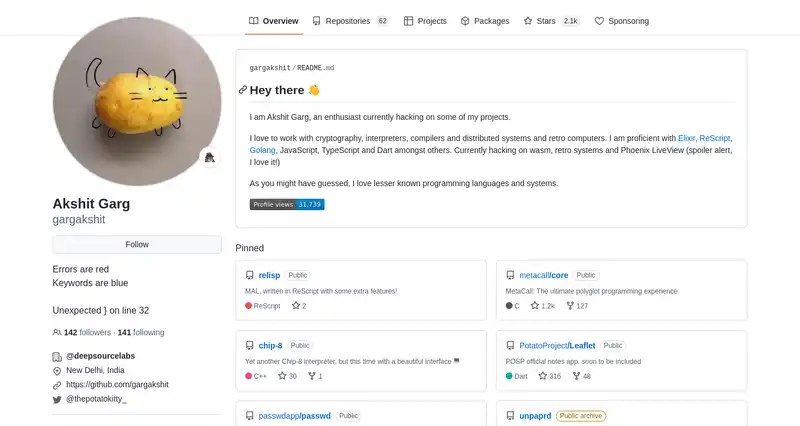 Overview
Repositories 62
Projects
Packages
Stars 2.1k
Sponsoring
Akshit Garg
gargakshit
Follow
Errors are red
Keywords are blue
Unexpected } on line 32
142 followers · 141 following
@deepsourcelabs
New Delhi, India
https://github.com/gargakshit
@thepotatokitty_
gargakshit / README.md
Hey there 👋
I am Akshit Garg, an enthusiast currently hacking on some of my projects.
I love to work with cryptography, interpreters, compilers and distributed systems and retro computers. I am proficient with Elixir, ReScript,
Golang, JavaScript, TypeScript and Dart amongst others. Currently hacking on wasm, retro systems and Phoenix LiveView (spoiler alert,
I love it!)
As you might have guessed, I love lesser known programming languages and systems.
Profile views 31,739
Pinned
relisp Public
MAL, written in ReScript with some extra features!
ReScript 2
metacall/core Public
MetaCall: The ultimate polyglot programming experience.
C 1.2k 127
chip-8 Public
Yet another Chip-8 interpreter, but this time with a beautiful interface
C++ 30 1
PotatoProject/Leaflet Public
POSP official notes app, soon to be included
Dart 316 48
passwdapp/passwd Public
unpaprd Public archive